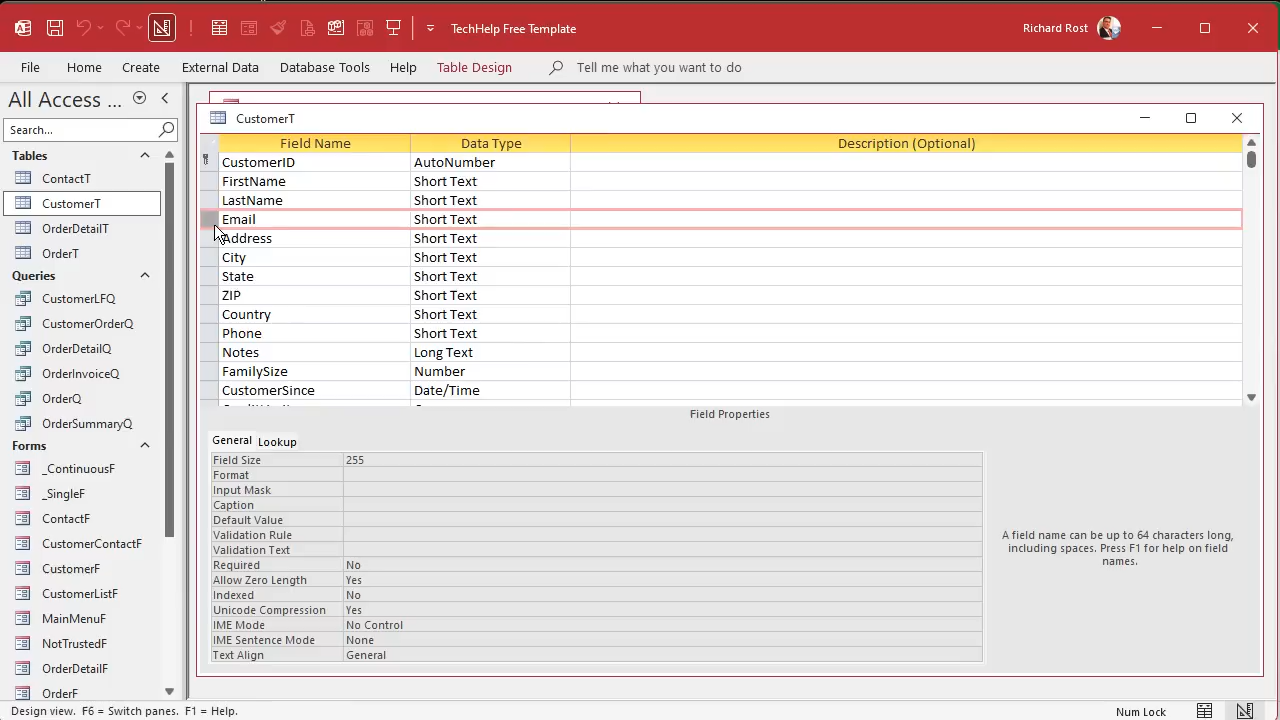 TechHelp Free Template
Richard Rost
File Home Create External Data Database Tools Help Table Design Tell me what you want to do
All Access ...
Search...
Tables
ContactT
CustomerT
OrderDetailT
OrderT
Queries
CustomerLFQ
CustomerOrderQ
OrderDetailQ
OrderInvoiceQ
OrderQ
OrderSummaryQ
Forms
_ContinuousF
_SingleF
ContactF
CustomerContactF
CustomerF
CustomerListF
MainMenuF
NotTrustedF
OrderDetailF
OrderF
CustomerT
Field Name Data Type Description (Optional)
CustomerID AutoNumber
FirstName Short Text
LastName Short Text
Email Short Text
Address Short Text
City Short Text
State Short Text
ZIP Short Text
Country Short Text
Phone Short Text
Notes Long Text
FamilySize Number
CustomerSince Date/Time
Field Properties
General Lookup
Field Size 255
Format
Input Mask
Caption
Default Value
Validation Rule
Validation Text
Required No
Allow Zero Length Yes
Indexed No
Unicode Compression Yes
IME Mode No Control
IME Sentence Mode None
Text Align General
A field name can be up to 64 characters long,
including spaces. Press F1 for help on field
names.
Design view. F6 = Switch panes. F1 = Help.
Num Lock